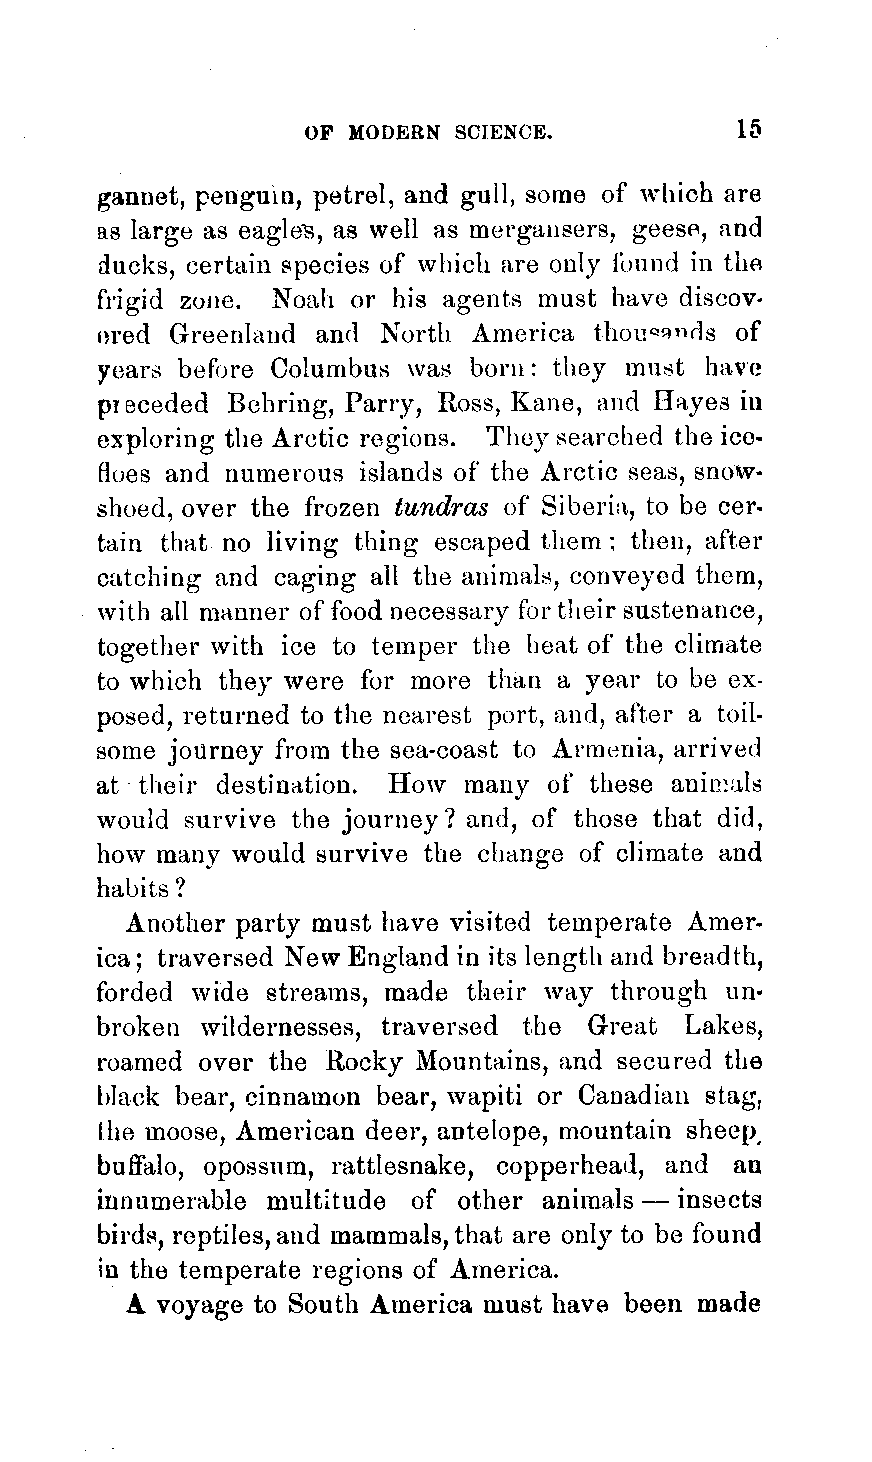 OF MODERN SCIENCE. 15
gannet, penguin, petrel, and gull, some of which are
as large as eagles, as well as mergansers, geese, and
ducks, certain species of which are only found in the
frigid zone. Noah or his agents must have discov-
ered Greenland and North America thousands of
years before Columbus was born: they must have
preceded Behring, Parry, Ross, Kane, and Hayes in
exploring the Arctic regions. They searched the ice-
floes and numerous islands of the Arctic seas, snow-
shoed, over the frozen tundras of Siberia, to be cer-
tain that no living thing escaped them; then, after
catching and caging all the animals, conveyed them,
with all manner of food necessary for their sustenance,
together with ice to temper the heat of the climate
to which they were for more than a year to be ex-
posed, returned to the nearest port, and, after a toil-
some journey from the sea-coast to Armenia, arrived
at their destination. How many of these animals
would survive the journey? and, of those that did,
how many would survive the change of climate and
habits?
Another party must have visited temperate Amer-
ica; traversed New England in its length and breadth,
forded wide streams, made their way through un-
broken wildernesses, traversed the Great Lakes,
roamed over the Rocky Mountains, and secured the
black bear, cinnamon bear, wapiti or Canadian stag,
the moose, American deer, antelope, mountain sheep,
buffalo, opossum, rattlesnake, copperhead, and an
innumerable multitude of other animals — insects
birds, reptiles, and mammals, that are only to be found
in the temperate regions of America.
A voyage to South America must have been made